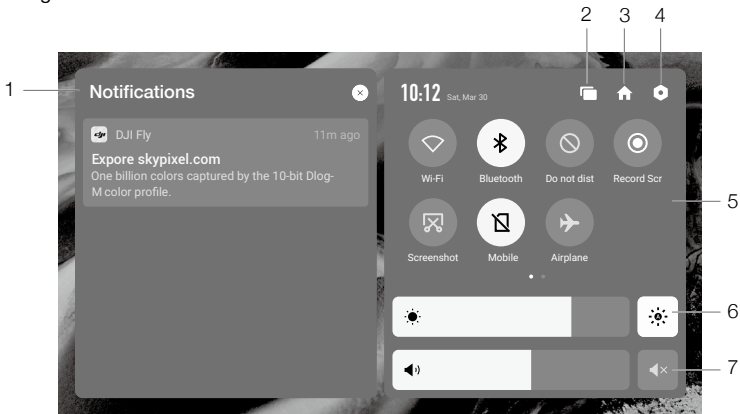 2 3 4
1
Notifications
10:12 Sat, Mar 30
DJI Fly 11m ago
Expore skypixel.com
One billion colors captured by the 10-bit Dlog-
M color profile.
Wi-Fi Bluetooth Do not dist Record Scr
5
Screenshot Mobile Airplane
6
7